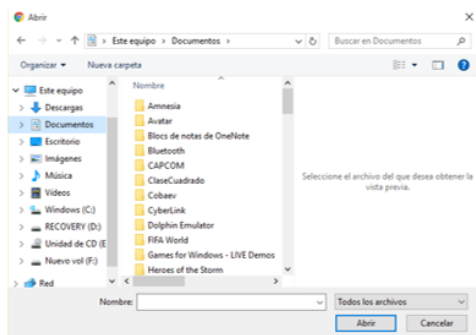 Abrir
Este equipo > Documentos >
Buscar en Documentos
Organizar
Nueva carpeta
Este equipo
Descargas
Documentos
Escritorio
Imágenes
Música
Vídeos
Windows (C:)
RECOVERY (D:)
Unidad de CD (E
Nuevo vol (F:)
Red
Nombre
Amnesia
Avatar
Blocs de notas de OneNote
Bluetooth
CAPCOM
ClaseCuadrado
Cobaev
CyberLink
Dolphin Emulator
FIFA World
Games for Windows - LIVE Demos
Heroes of the Storm
Seleccione el archivo del que desea obtener la
vista previa.
Nombre:
Todos los archivos
Abrir
Cancelar